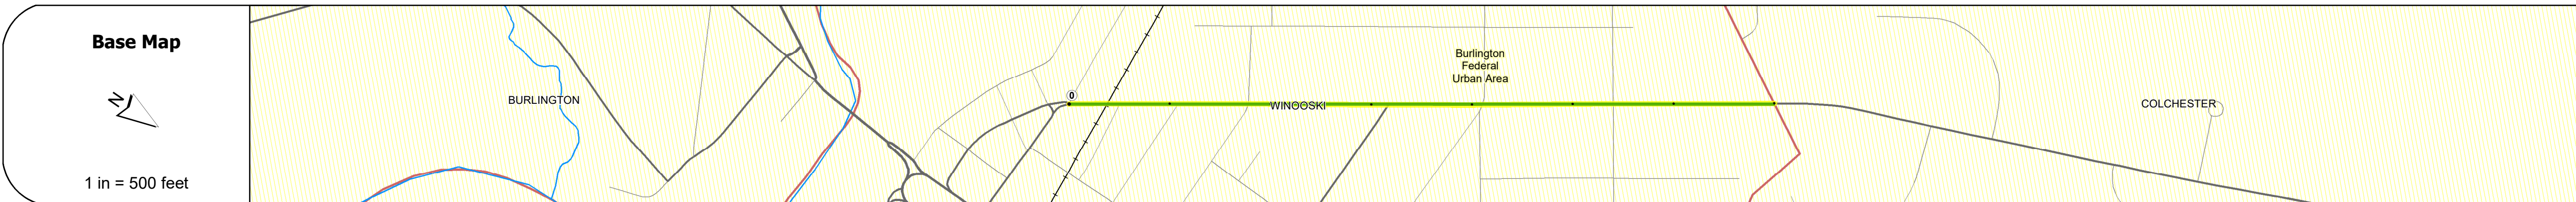 Base Map
N
1 in = 500 feet
BURLINGTON
0
WINOOSKI
Burlington
Federal
Urban Area
COLCHESTER